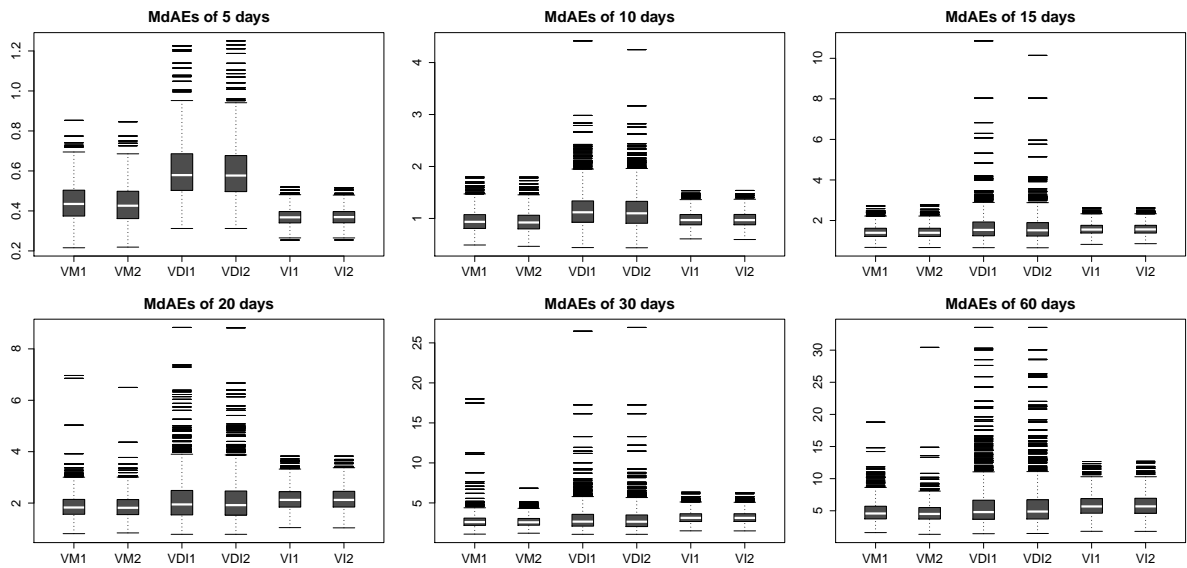 MdAEs of 5 days
0.2 0.4 0.6 0.8 1.0 1.2
VM1 VM2 VDI1 VDI2 VI1 VI2
MdAEs of 10 days
1 2 3 4
VM1 VM2 VDI1 VDI2 VI1 VI2
MdAEs of 15 days
2 4 6 8 10
VM1 VM2 VDI1 VDI2 VI1 VI2
MdAEs of 20 days
2 4 6 8
VM1 VM2 VDI1 VDI2 VI1 VI2
MdAEs of 30 days
5 10 15 20 25
VM1 VM2 VDI1 VDI2 VI1 VI2
MdAEs of 60 days
5 10 15 20 25 30
VM1 VM2 VDI1 VDI2 VI1 VI2